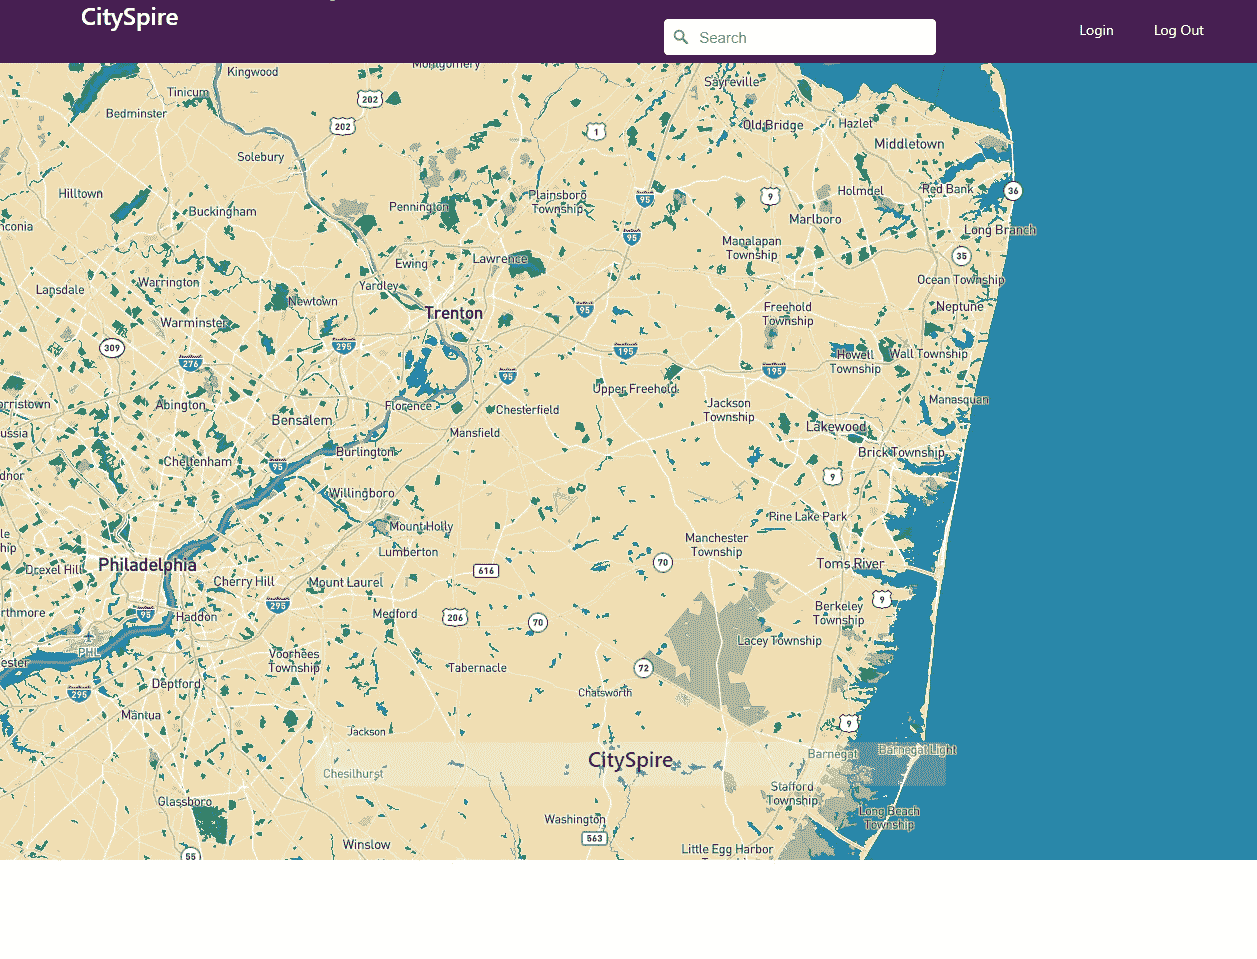 CitySpire
Search
Login
Log Out
Kingwood
Montgomery
Sayreville
Tinicum
202
Bedminster
202
1
Old Bridge
Hazlet
Middletown
Solebury
Hilltown
Buckingham
Pennington
Plainsboro
Township
95
9
Holmdel
Red Bank
36
Marlboro
Long Branch
95
Manalapan
Township
35
Ewing
Lawrence
Lansdale
Warrington
Yardley
Ocean Township
Newtown
Trenton
95
Freehold
Township
Neptune
Warminster
309
276
295
195
Howell
Township
Wall Township
95
195
Upper Freehold
Manasquan
Abington
Florence
Chesterfield
Jackson
Township
Bensalem
Mansfield
Lakewood
Cheltenham
95
Burlington
Brick Township
9
Willingboro
Mount Holly
Pine Lake Park
Lumberton
Manchester
Township
Philadelphia
Drexel Hill
616
70
Toms River
Cherry Hill
Mount Laurel
295
95
Haddon
Medford
206
70
9
Berkeley
Township
PHL
Lacey Township
Voorhees
Township
Tabernacle
72
295
Deptford
Chatsworth
Mantua
Jackson
9
CitySpire
Barnegat
Barnegat Light
Chesilhurst
Stafford
Township
Glassboro
Long Beach
Township
Washington
563
Winslow
Little Egg Harbor
55